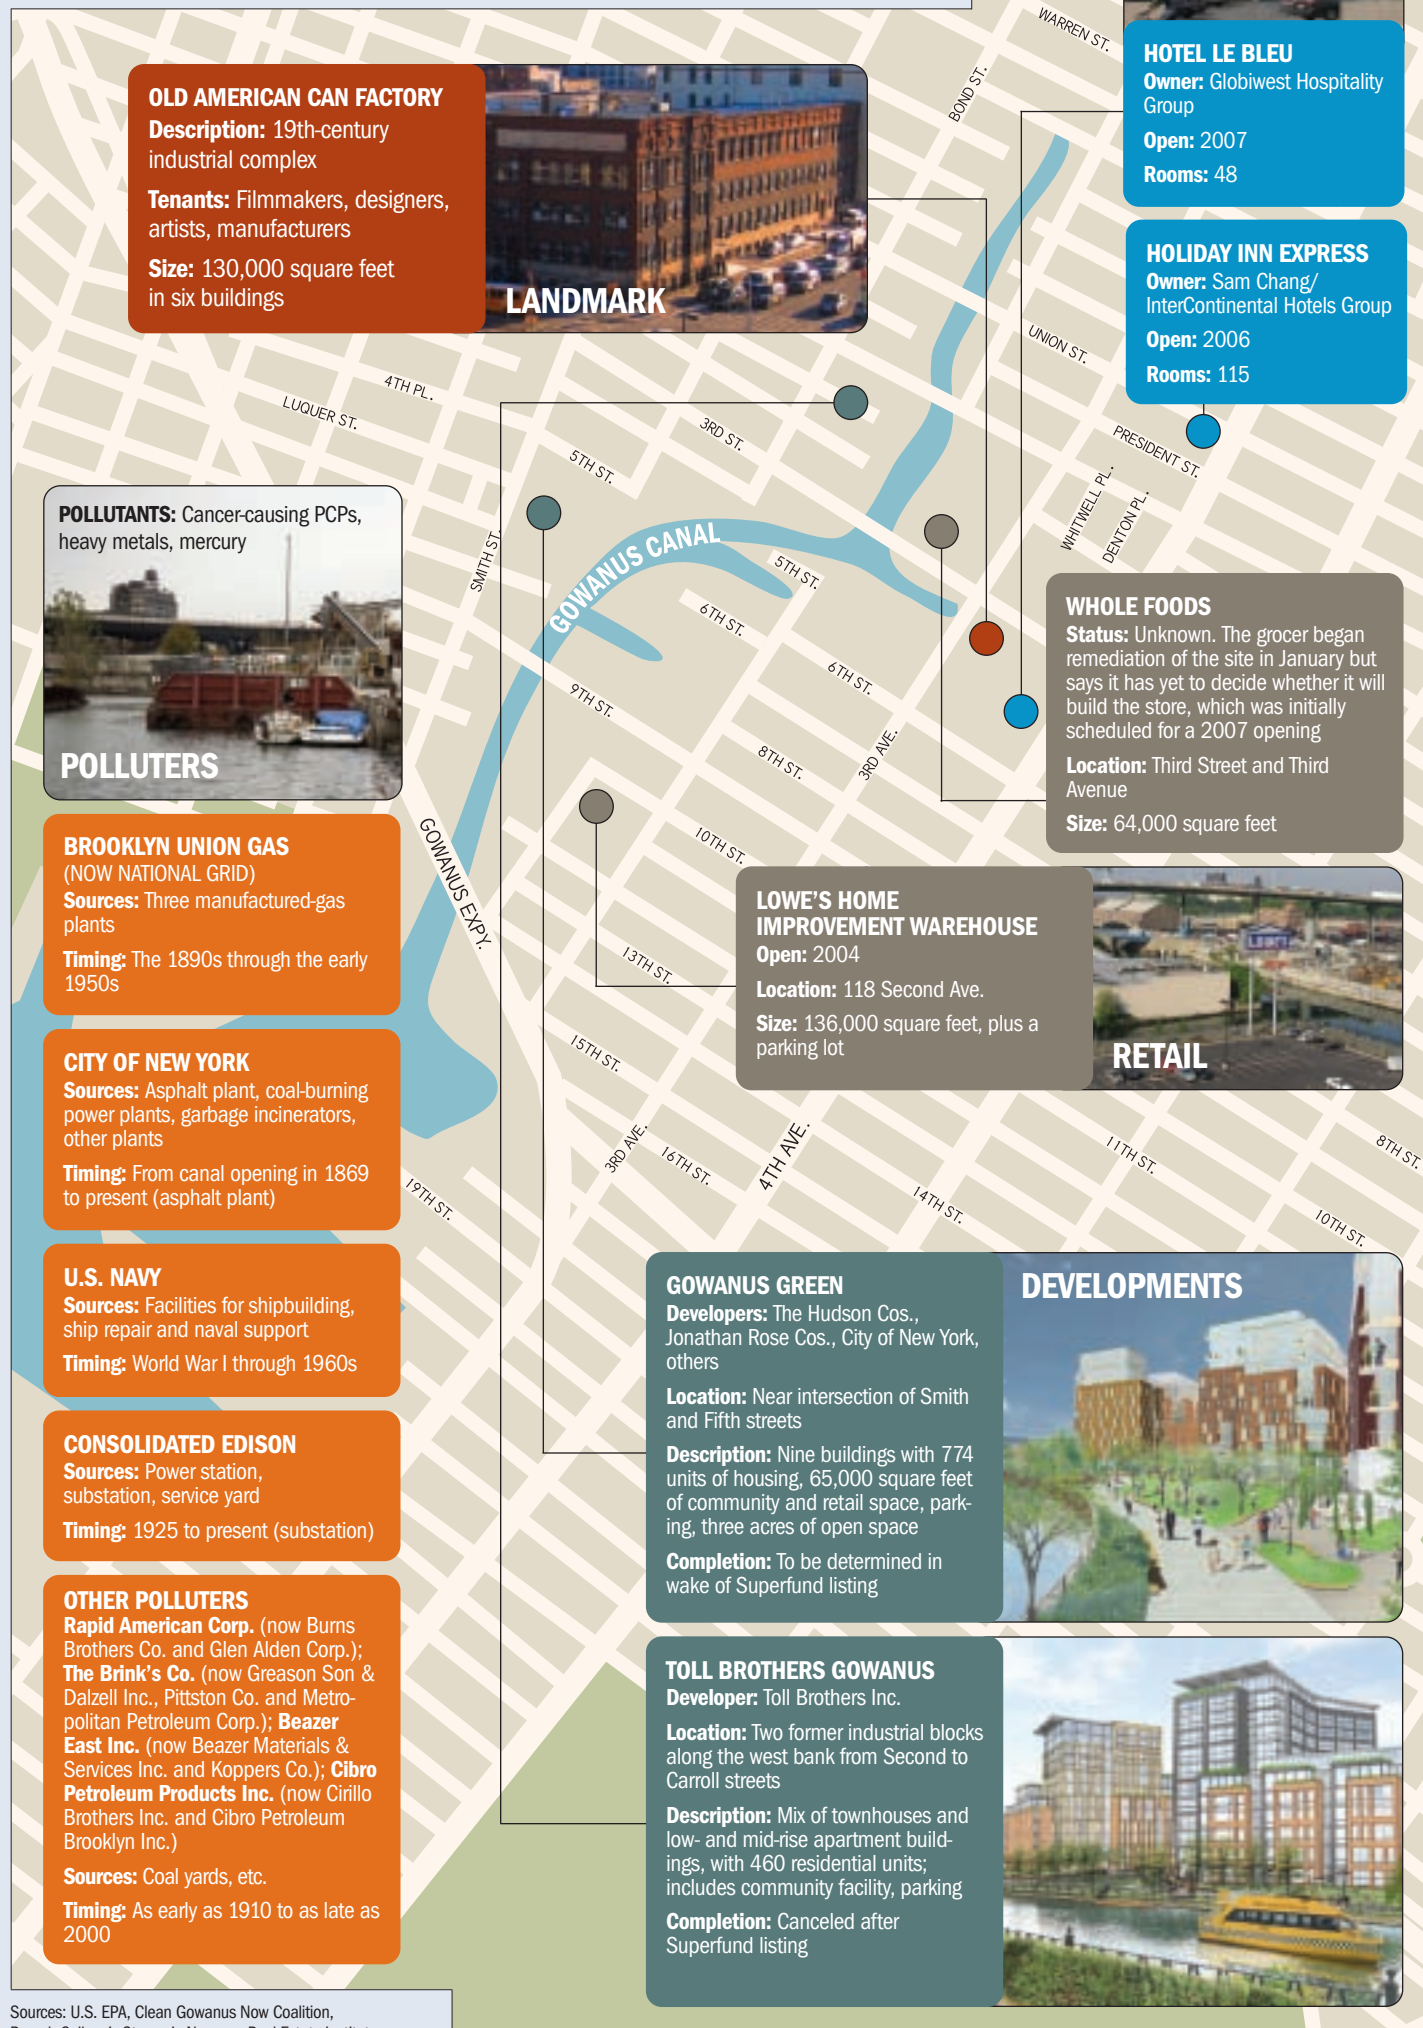 OLD AMERICAN CAN FACTORY
Description: 19th-century
industrial complex
Tenants: Filmmakers, designers,
artists, manufacturers
Size: 130,000 square feet
in six buildings
LANDMARK
HOTEL LE BLEU
Owner: Globiwest Hospitality
Group
Open: 2007
Rooms: 48
HOLIDAY INN EXPRESS
Owner: Sam Chang/
InterContinental Hotels Group
Open: 2006
Rooms: 115
WARREN ST.
BOND ST.
UNION ST.
4TH PL.
LUQUER ST.
3RD ST.
5TH ST.
PRESIDENT ST.
WHITWELL PL.
DENTON PL.
SMITH ST.
GOWANUS CANAL
5TH ST.
6TH ST.
6TH ST.
9TH ST.
8TH ST.
3RD AVE.
10TH ST.
GOWANUS EXPY.
13TH ST.
15TH ST.
3RD AVE.
16TH ST.
4TH AVE.
11TH ST.
8TH ST.
19TH ST.
14TH ST.
10TH ST.
POLLUTANTS: Cancer-causing PCPs,
heavy metals, mercury
POLLUTERS
BROOKLYN UNION GAS
(NOW NATIONAL GRID)
Sources: Three manufactured-gas
plants
Timing: The 1890s through the early
1950s
CITY OF NEW YORK
Sources: Asphalt plant, coal-burning
power plants, garbage incinerators,
other plants
Timing: From canal opening in 1869
to present (asphalt plant)
U.S. NAVY
Sources: Facilities for shipbuilding,
ship repair and naval support
Timing: World War I through 1960s
CONSOLIDATED EDISON
Sources: Power station,
substation, service yard
Timing: 1925 to present (substation)
OTHER POLLUTERS
Rapid American Corp. (now Burns
Brothers Co. and Glen Alden Corp.);
The Brink's Co. (now Greason Son &
Dalzell Inc., Pittston Co. and Metro-
politan Petroleum Corp.); Beazer
East Inc. (now Beazer Materials &
Services Inc. and Koppers Co.); Cibro
Petroleum Products Inc. (now Cirillo
Brothers Inc. and Cibro Petroleum
Brooklyn Inc.)
Sources: Coal yards, etc.
Timing: As early as 1910 to as late as
2000
WHOLE FOODS
Status: Unknown. The grocer began
remediation of the site in January but
says it has yet to decide whether it will
build the store, which was initially
scheduled for a 2007 opening
Location: Third Street and Third
Avenue
Size: 64,000 square feet
LOWE'S HOME
IMPROVEMENT WAREHOUSE
Open: 2004
Location: 118 Second Ave.
Size: 136,000 square feet, plus a
parking lot
RETAIL
GOWANUS GREEN
Developers: The Hudson Cos.,
Jonathan Rose Cos., City of New York,
others
Location: Near intersection of Smith
and Fifth streets
Description: Nine buildings with 774
units of housing, 65,000 square feet
of community and retail space, park-
ing, three acres of open space
Completion: To be determined in
wake of Superfund listing
DEVELOPMENTS
TOLL BROTHERS GOWANUS
Developer: Toll Brothers Inc.
Location: Two former industrial blocks
along the west bank from Second to
Carroll streets
Description: Mix of townhouses and
low- and mid-rise apartment build-
ings, with 460 residential units;
includes community facility, parking
Completion: Canceled after
Superfund listing
Sources: U.S. EPA, Clean Gowanus Now Coalition,